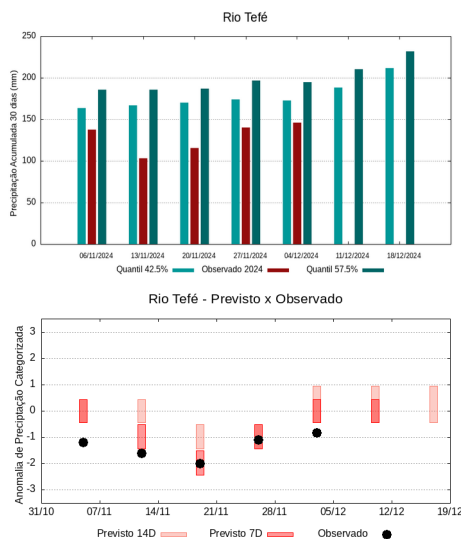 Rio Tefé
Precipitação Acumulada 30 dias (mm)
250
200
150
100
50
0
06/11/2024 13/11/2024 20/11/2024 27/11/2024 04/12/2024 11/12/2024 18/12/2024
Quantil 42.5% Observado 2024 Quantil 57.5%
Rio Tefé - Previsto x Observado
Anomalia de Preciptação Categorizada
3
2
1
0
-1
-2
-3
31/10 07/11 14/11 21/11 28/11 05/12 12/12 19/12
Previsto 14D Previsto 7D Observado